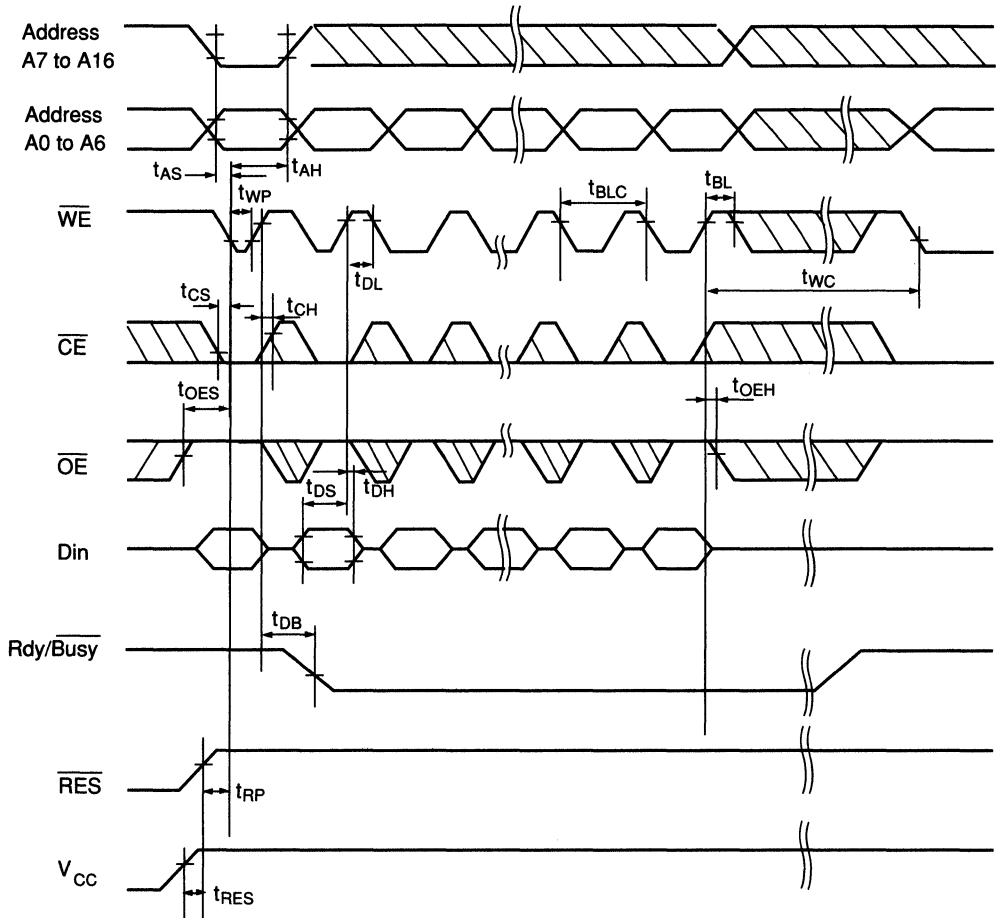 Address
A7 to A16
Address
A0 to A6
tAS
tAH
tWP
tBLC
tBL
WE
tDL
tWC
tCS
tCH
CE
tOES
tOEH
OE
tDS
tDH
Din
tDB
Rdy/Busy
RES
tRP
VCC
tRES